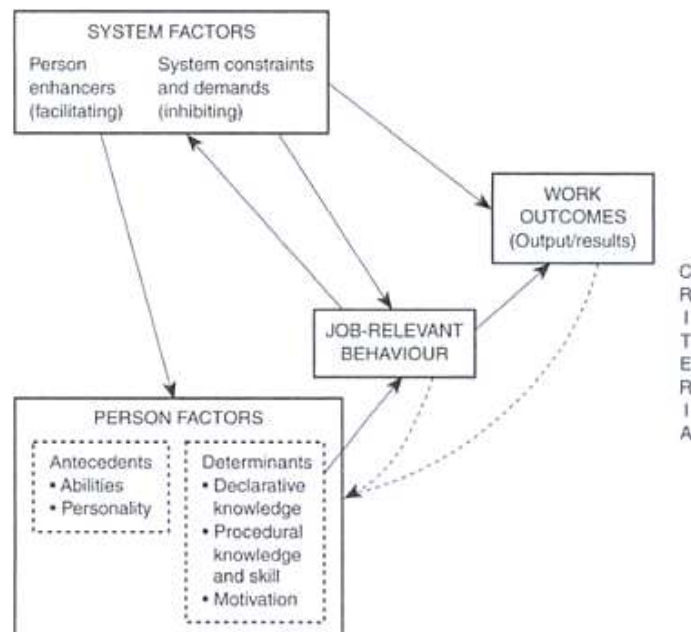 SYSTEM FACTORS
Person
enhancers
(facilitating)
System constraints
and demands
(inhibiting)
WORK
OUTCOMES
(Output/results)
CRITERIA
JOB-RELEVANT
BEHAVIOUR
PERSON FACTORS
Antecedents
• Abilities
• Personality
Determinants
• Declarative
knowledge
• Procedural
knowledge
and skill
• Motivation